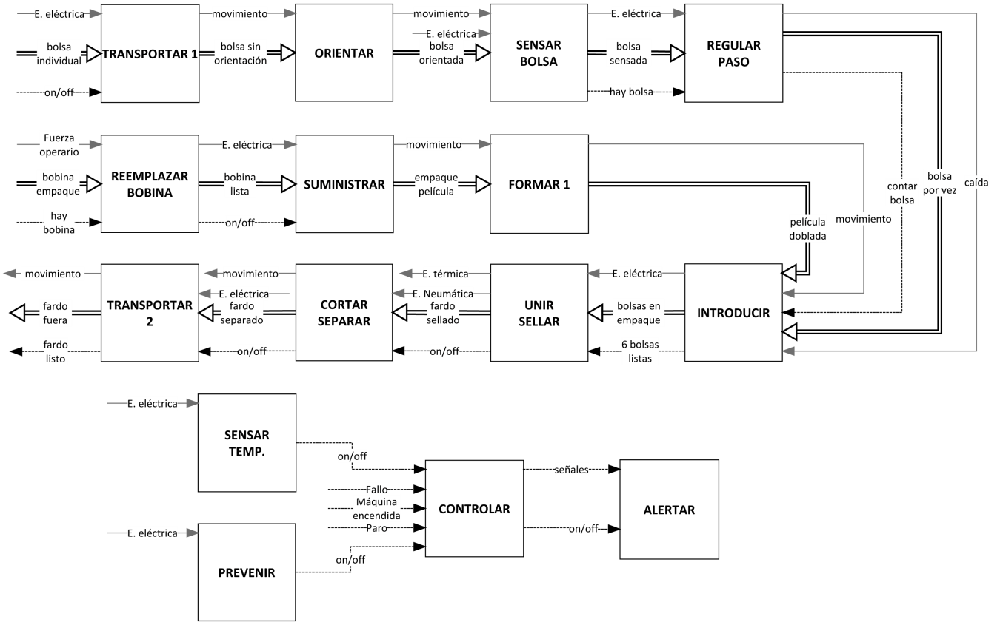 E. eléctrica
movimiento
movimiento
E. eléctrica
E. eléctrica
bolsa
individual
TRANSPORTAR 1
bolsa sin
orientación
ORIENTAR
bolsa
orientada
SENSAR
BOLSA
bolsa
sensada
REGULAR
PASO
on/off
hay bolsa
Fuerza
operario
E. eléctrica
movimiento
bobina
empaque
REEMPLAZAR
BOBINA
bobina
lista
SUMINISTRAR
empaque
película
FORMAR 1
hay
bobina
on/off
película
doblada
movimiento
contar
bolsa
bolsa
por vez
caída
movimiento
movimiento
E. térmica
E. eléctrica
E. eléctrica
E. Neumática
fardo
fuera
TRANSPORTAR
2
fardo
separado
CORTAR
SEPARAR
fardo
sellado
UNIR
SELLAR
bolsas en
empaque
INTRODUCIR
fardo
listo
on/off
on/off
6 bolsas
listas
E. eléctrica
SENSAR
TEMP.
on/off
señales
Fallo
Máquina
encendida
Paro
CONTROLAR
ALERTAR
on/off
E. eléctrica
on/off
PREVENIR